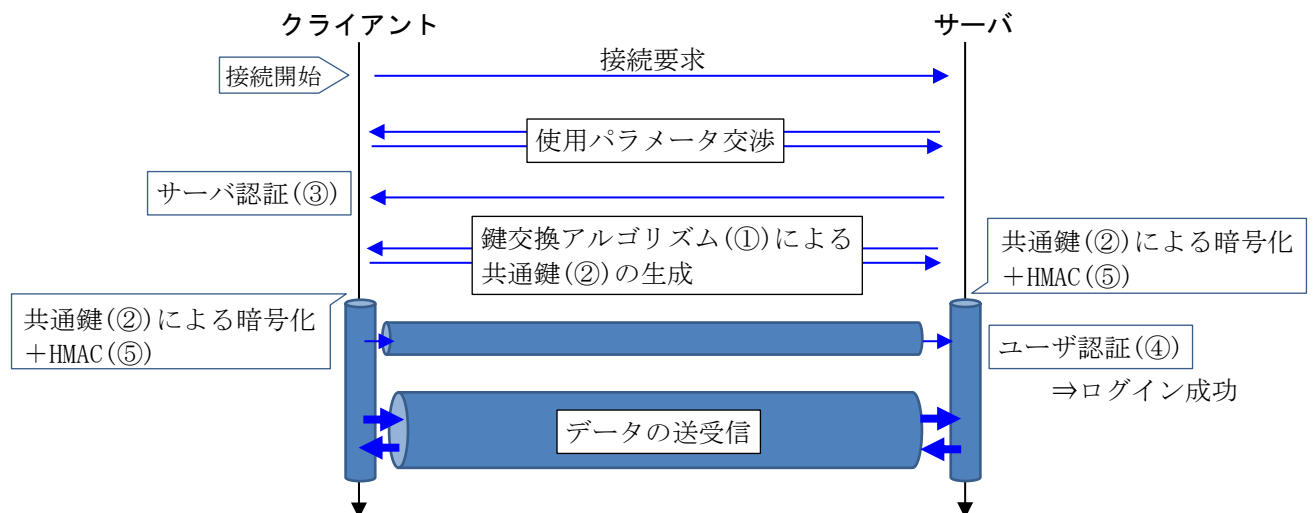 クライアント
サーバ
接続開始
接続要求
使用パラメータ交渉
サーバ認証(③)
鍵交換アルゴリズム(①)による
共通鍵(②)の生成
共通鍵(②)による暗号化
＋HMAC(⑤)
共通鍵(②)による暗号化
＋HMAC(⑤)
ユーザ認証(④)
⇒ログイン成功
データの送受信